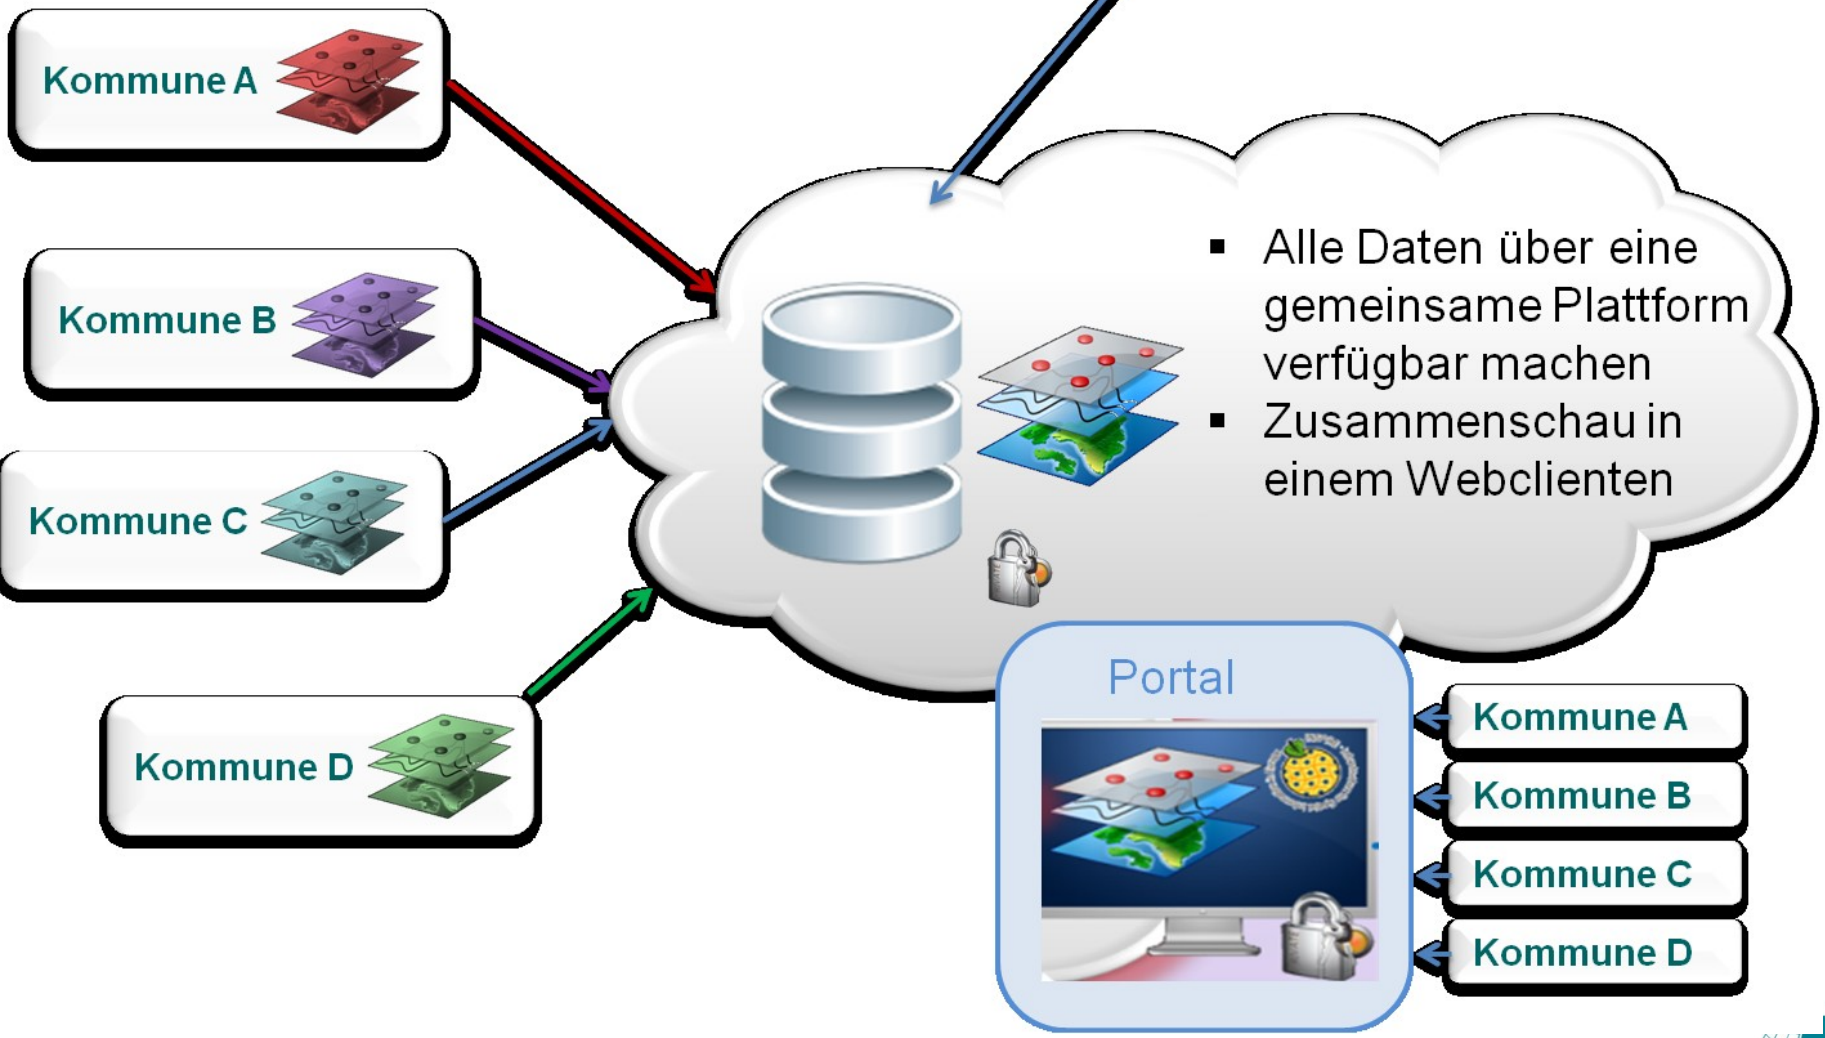 Kommune A
Kommune B
Kommune C
Kommune D
▪ Alle Daten über eine
gemeinsame Plattform
verfügbar machen
▪ Zusammenschau in
einem Webclienten
Portal
Kommune A
Kommune B
Kommune C
Kommune D